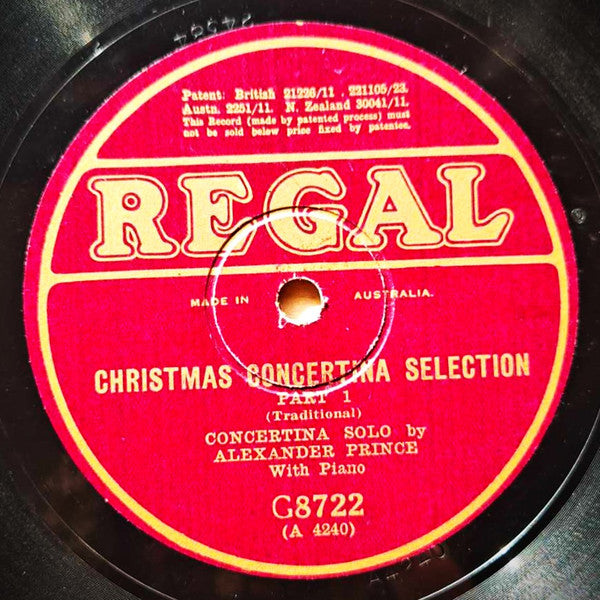 Patent: British 21226/11 . 221105/23.
Austn. 2251/11. N. Zealand 30041/11.
This Record (made by patented process) must
not be sold below price fixed by patentee.
REGAL
MADE IN AUSTRALIA.
CHRISTMAS CONCERTINA SELECTION
PART 1
(Traditional)
CONCERTINA SOLO by
ALEXANDER PRINCE
With Piano
G8722
(A 4240)